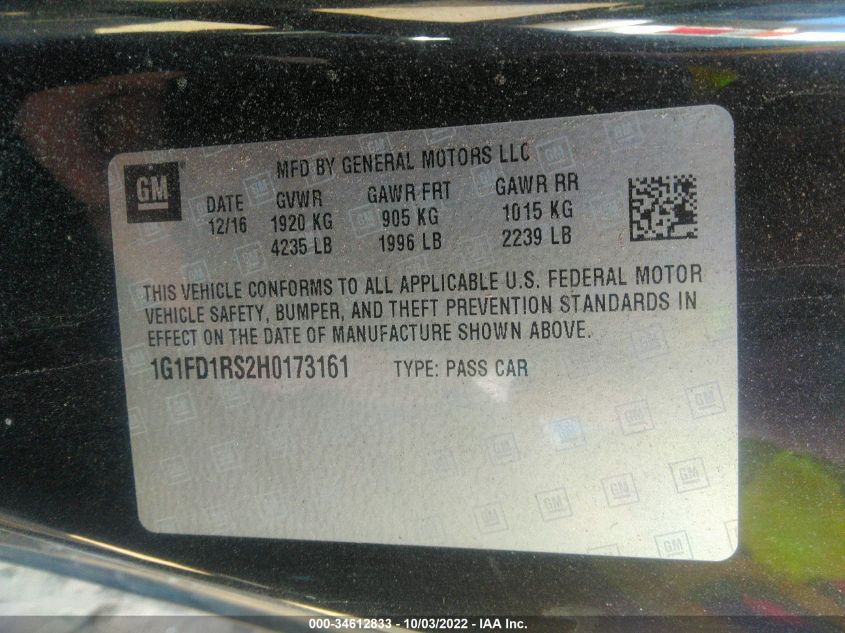 GM
MFD BY GENERAL MOTORS LLC
DATE GVWR GAWR FRT GAWR RR
12/16 1920 KG 905 KG 1015 KG
4235 LB 1996 LB 2239 LB
THIS VEHICLE CONFORMS TO ALL APPLICABLE U.S. FEDERAL MOTOR
VEHICLE SAFETY, BUMPER, AND THEFT PREVENTION STANDARDS IN
EFFECT ON THE DATE OF MANUFACTURE SHOWN ABOVE.
1G1FD1RS2H0173161 TYPE: PASS CAR
000-34612833 - 10/03/2022 - IAA Inc.